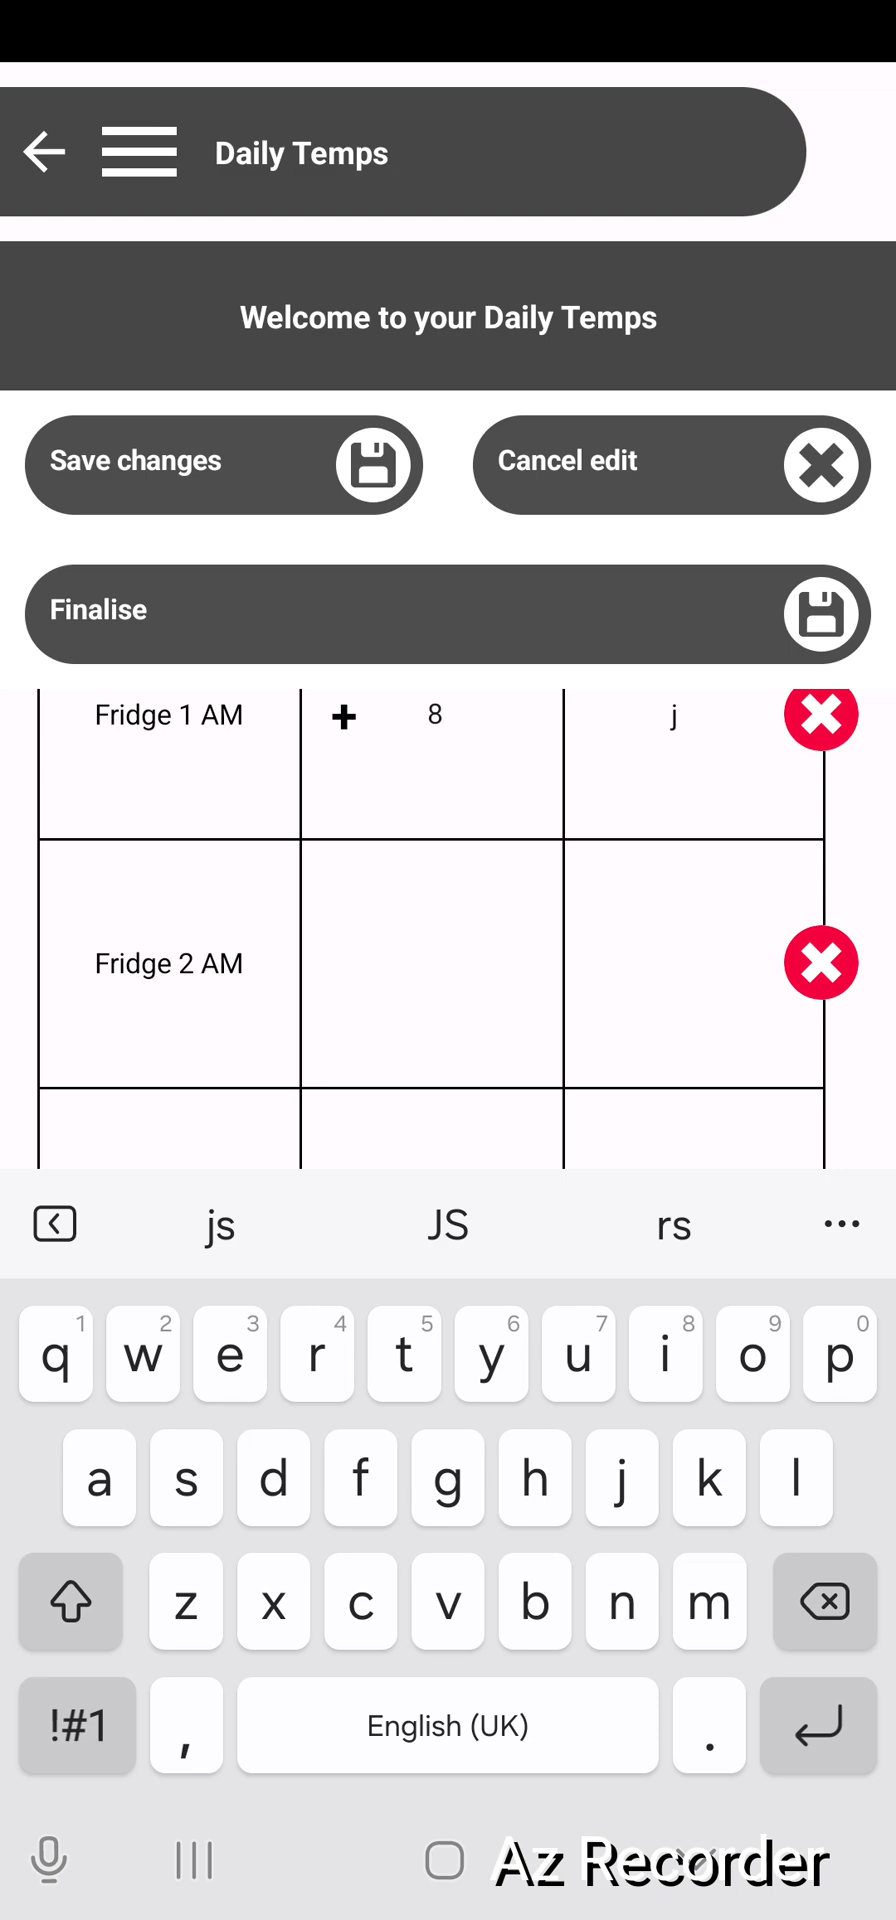 Daily Temps
Welcome to your Daily Temps
Save changes
Cancel edit
Finalise
Fridge 1 AM + 8 j
Fridge 2 AM
js JS rs ...
1 2 3 4 5 6 7 8 9 0
q w e r t y u i o p
a s d f g h j k l
z x c v b n m
!#1 , English (UK) .
Az Recorder